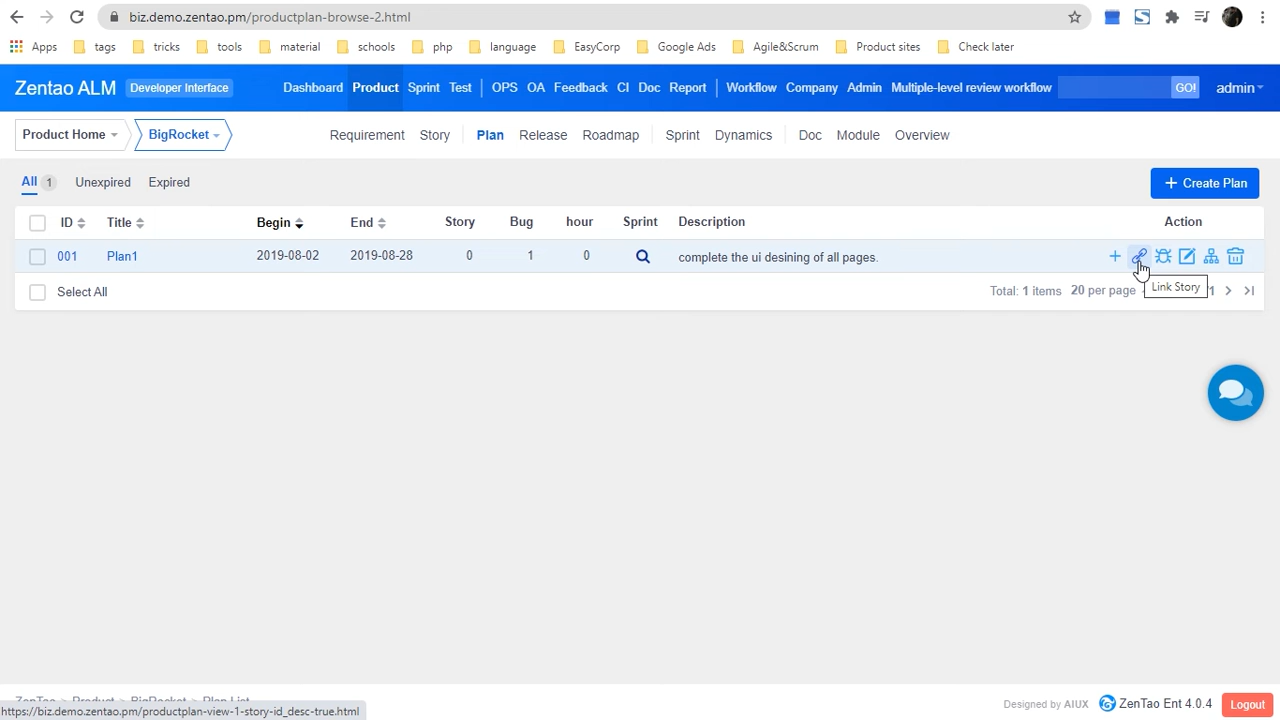 biz.demo.zentao.pm/productplan-browse-2.html
Apps tags tricks tools material schools php language EasyCorp Google Ads Agile&Scrum Product sites Check later
Zentao ALM Developer Interface Dashboard Product Sprint Test OPS OA Feedback CI Doc Report Workflow Company Admin Multiple-level review workflow GO! admin
Product Home BigRocket Requirement Story Plan Release Roadmap Sprint Dynamics Doc Module Overview
All 1 Unexpired Expired + Create Plan
ID Title Begin End Story Bug hour Sprint Description Action
001 Plan1 2019-08-02 2019-08-28 0 1 0 complete the ui desining of all pages.
Link Story
Select All Total: 1 items 20 per page 1
ZenTao > Product > BigRocket > Plan List
https://biz.demo.zentao.pm/productplan-view-1-story-id_desc-true.html
Designed by AIUX ZenTao Ent 4.0.4 Logout